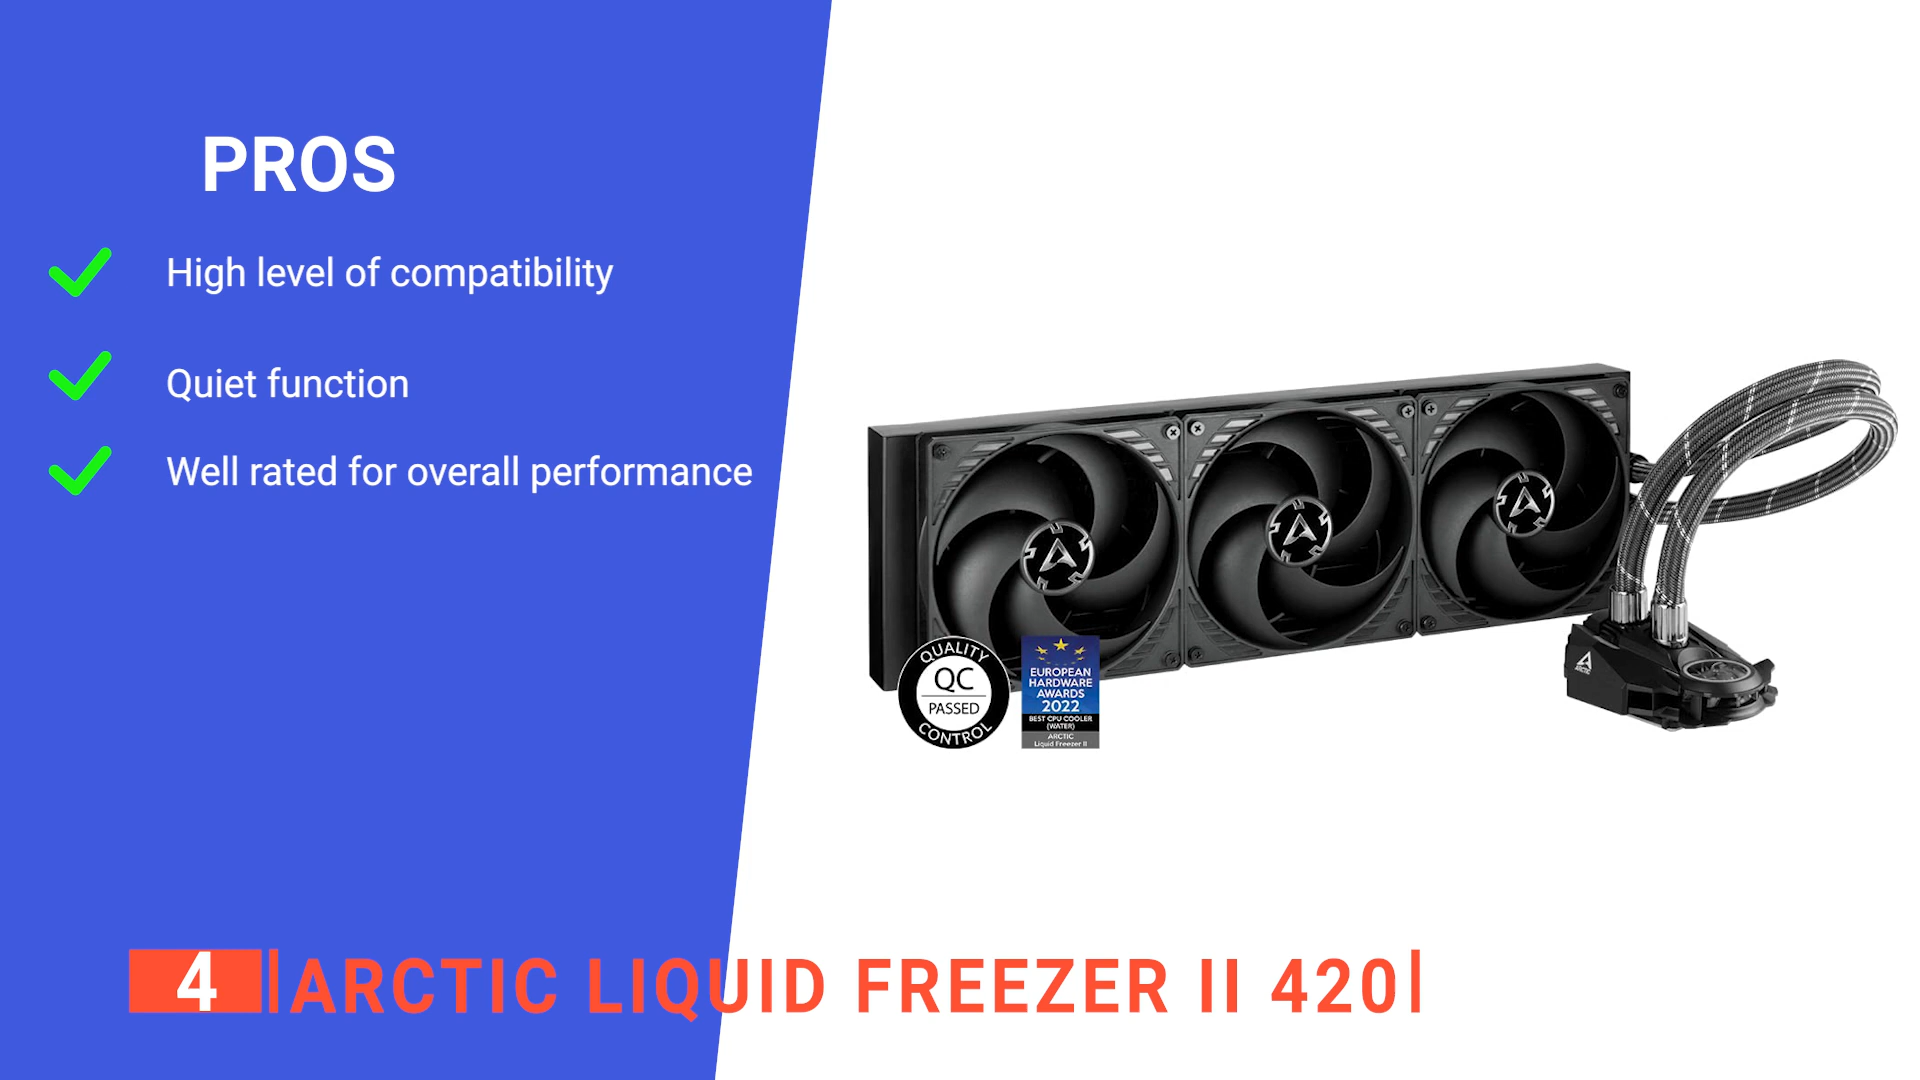 PROS
High level of compatibility
Quiet function
Well rated for overall performance
QUALITY
QC
PASSED
CONTROL
EUROPEAN
HARDWARE
AWARDS
2022
BEST CPU COOLER
(WATER)
ARCTIC
Liquid Freezer II
ARCTIC
4
ARCTIC LIQUID FREEZER II 420